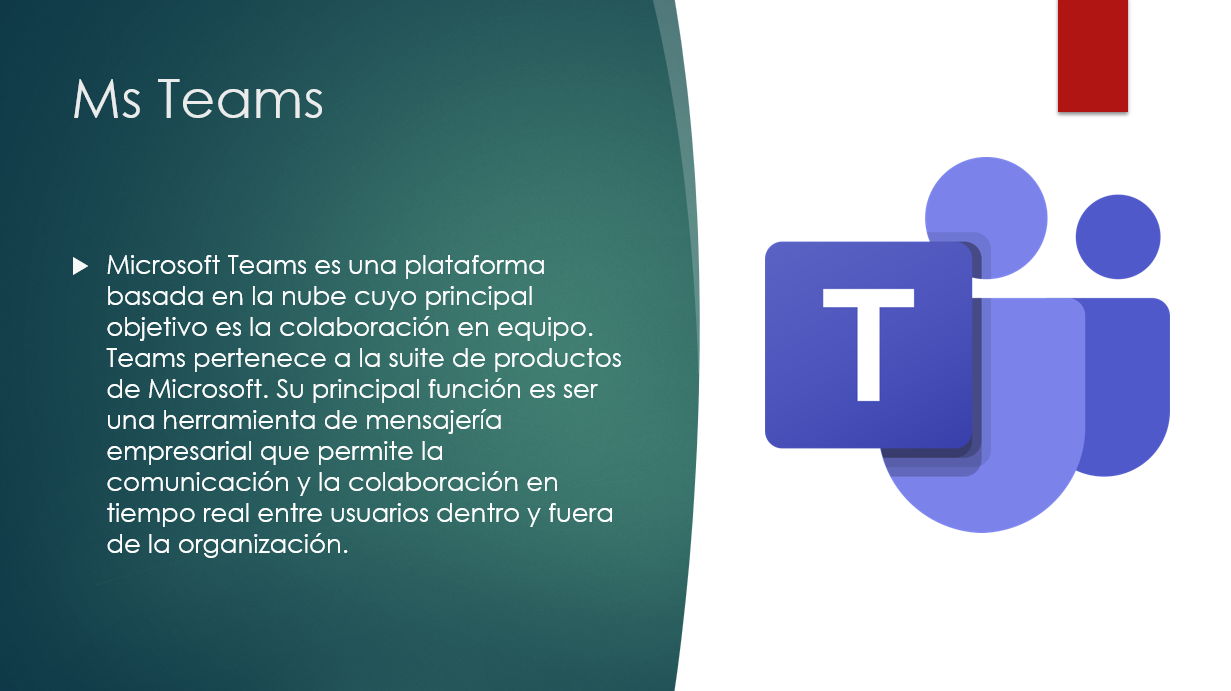 Ms Teams
Microsoft Teams es una plataforma
basada en la nube cuyo principal
objetivo es la colaboración en equipo.
Teams pertenece a la suite de productos
de Microsoft. Su principal función es ser
una herramienta de mensajería
empresarial que permite la
comunicación y la colaboración en
tiempo real entre usuarios dentro y fuera
de la organización.
T